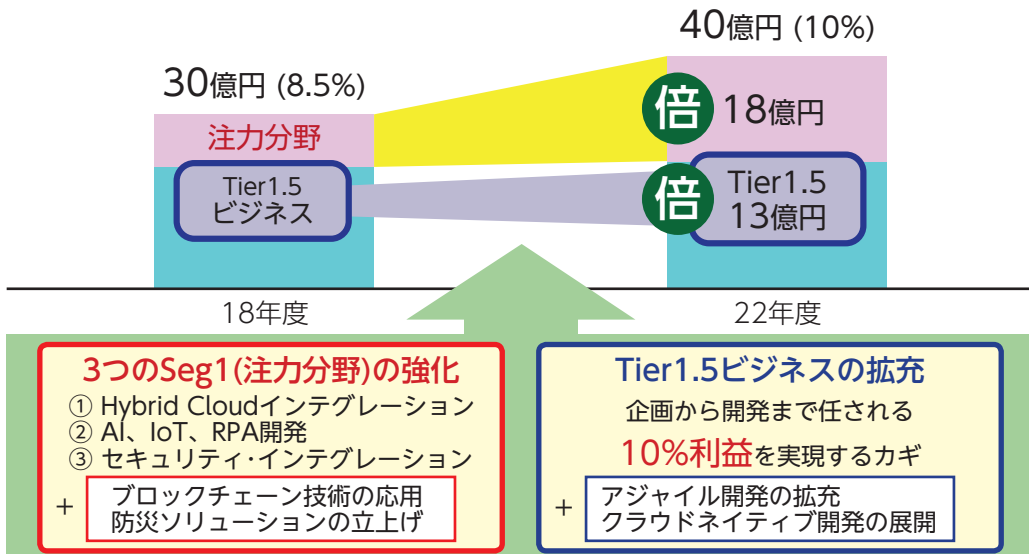 40億円 (10%)
30億円 (8.5%)
注力分野
倍
18億円
Tier1.5
ビジネス
倍
Tier1.5
13億円
18年度
22年度
3つのSeg1(注力分野)の強化
① Hybrid Cloudインテグレーション
② AI、IoT、RPA開発
③ セキュリティ・インテグレーション
+
ブロックチェーン技術の応用
防災ソリューションの立上げ
Tier1.5ビジネスの拡充
企画から開発まで任される
10%利益を実現するカギ
+
アジャイル開発の拡充
クラウドネイティブ開発の展開